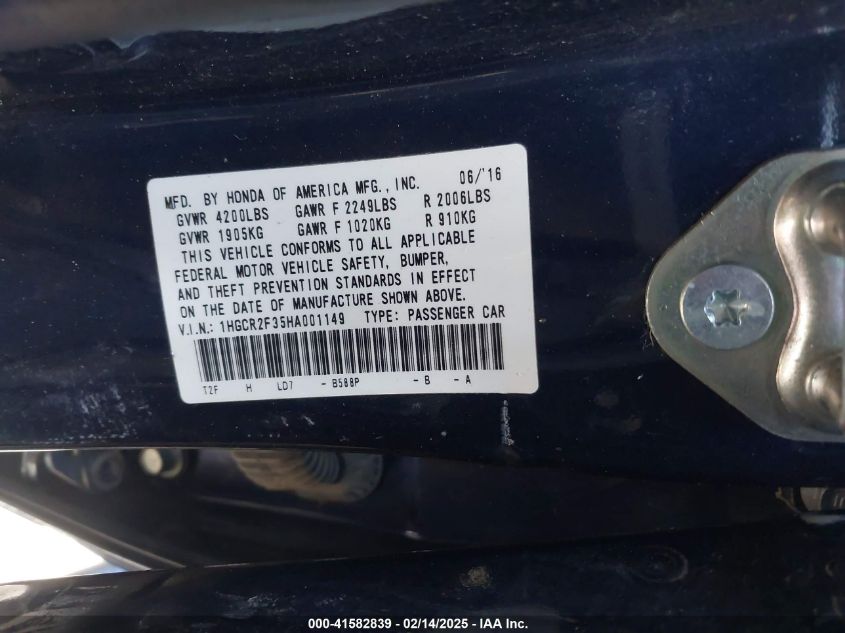 MFD. BY HONDA OF AMERICA MFG., INC. 06/'16
GVWR 4200LBS GAWR F 2249LBS R 2006LBS
GVWR 1905KG GAWR F 1020KG R 910KG
THIS VEHICLE CONFORMS TO ALL APPLICABLE
FEDERAL MOTOR VEHICLE SAFETY, BUMPER,
AND THEFT PREVENTION STANDARDS IN EFFECT
ON THE DATE OF MANUFACTURE SHOWN ABOVE.
V.I.N.: 1HGCR2F35HA001149 TYPE: PASSENGER CAR
T2F H LD7 -B588P -B -A
000-41582839 - 02/14/2025 - IAA Inc.